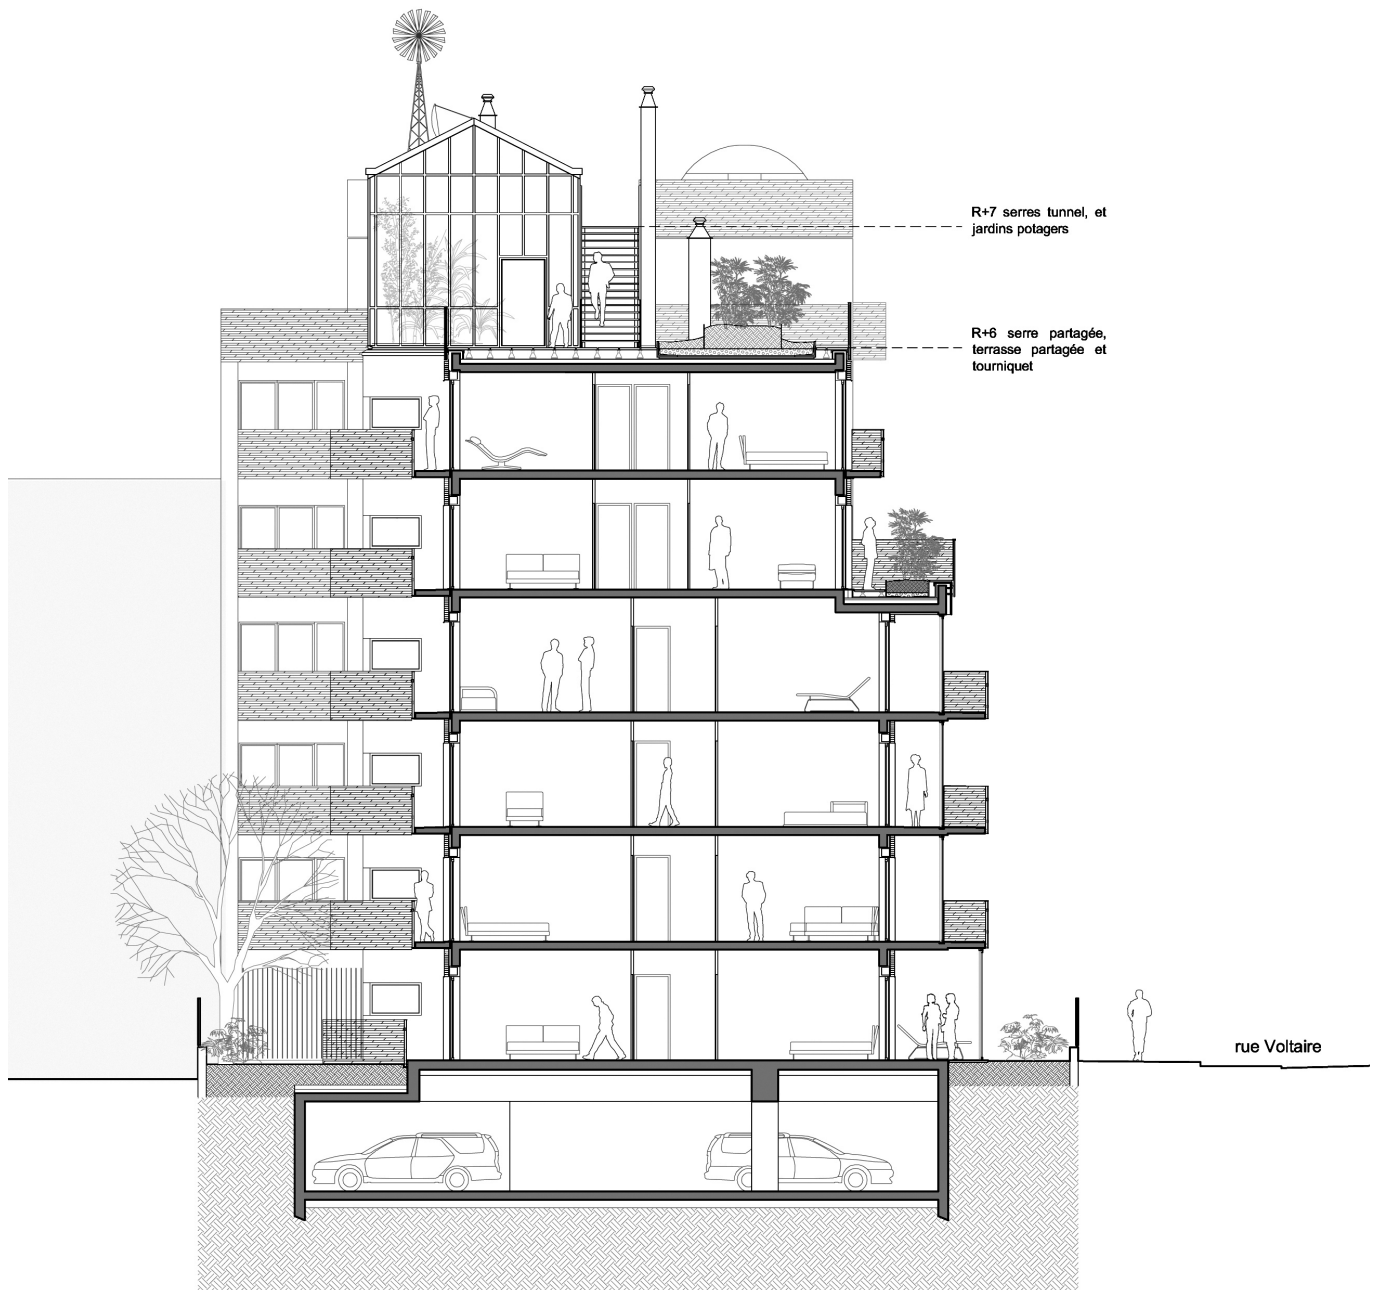 R+7 serres tunnel, et
jardins potagers
R+6 serre partagée,
terrasse partagée et
tourniquet
rue Voltaire